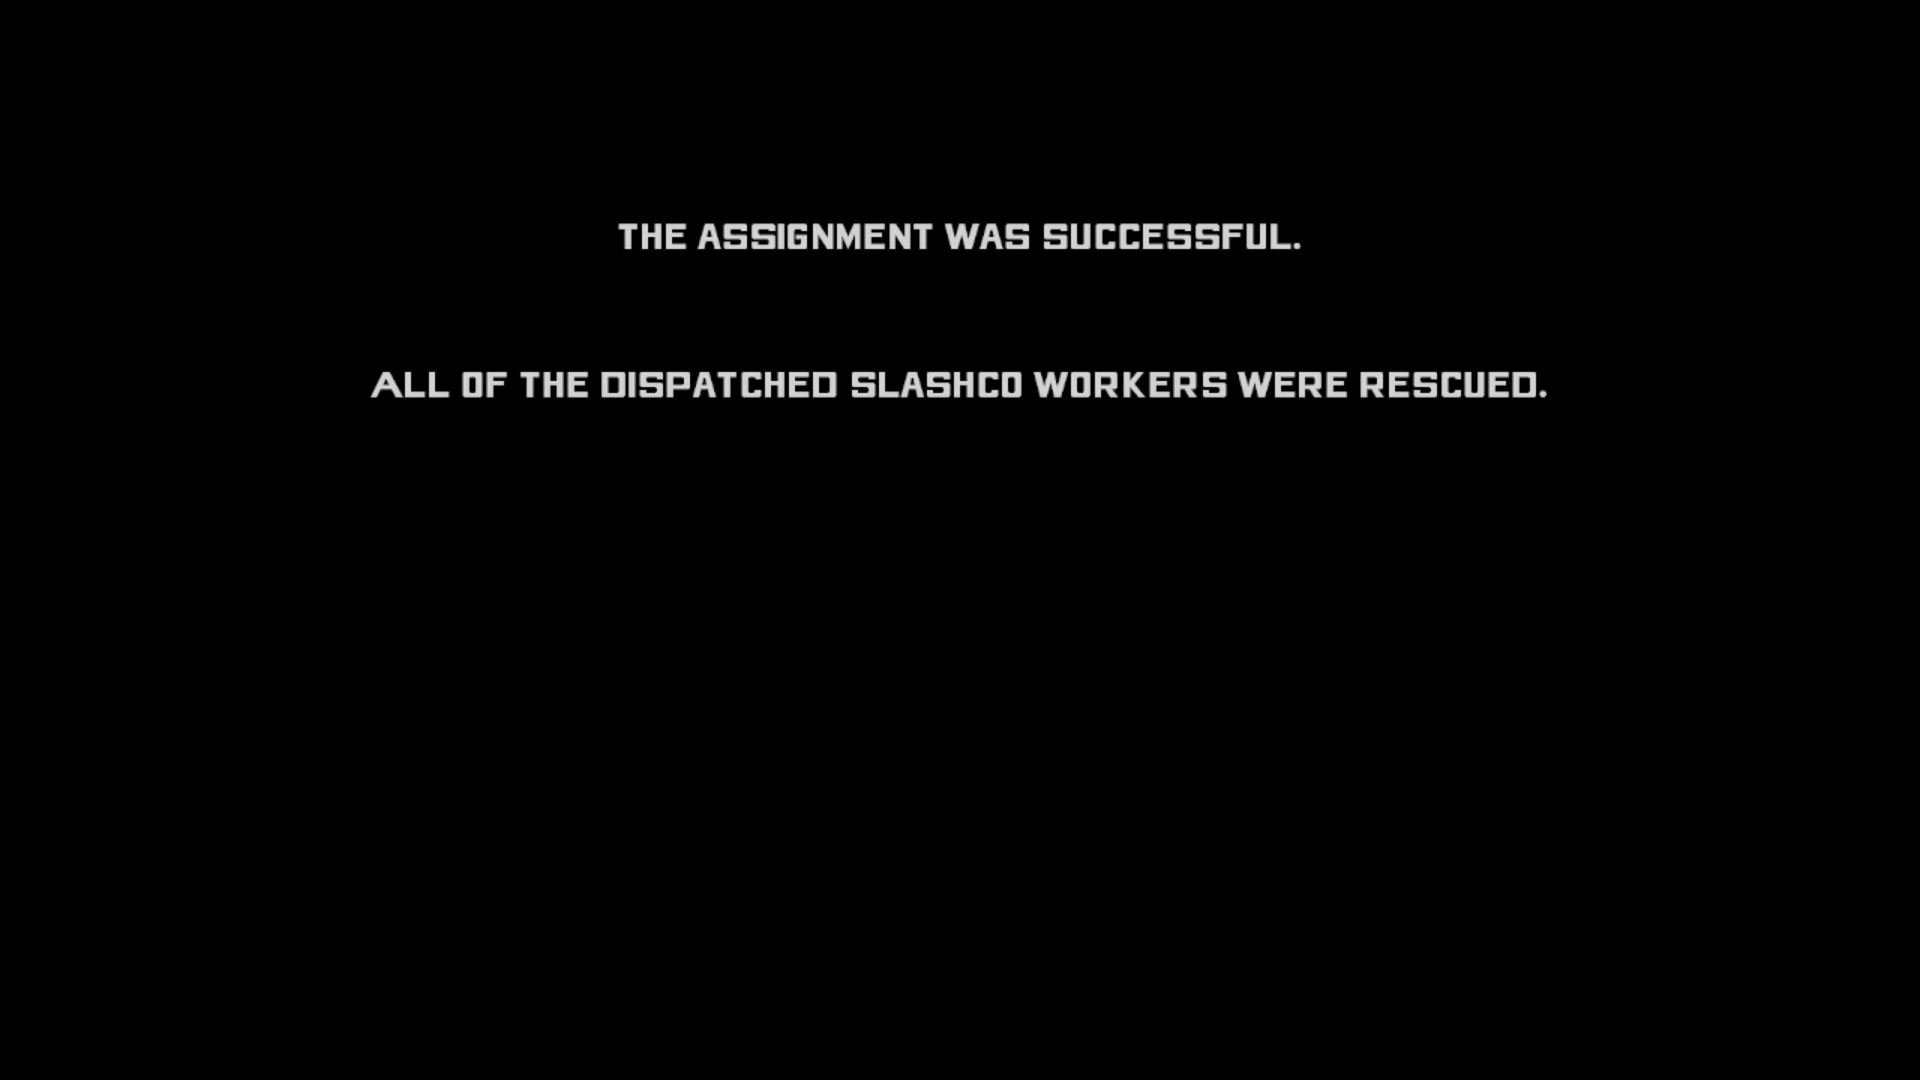 THE ASSIGNMENT WAS SUCCESSFUL.
ALL OF THE DISPATCHED SLASHCO WORKERS WERE RESCUED.